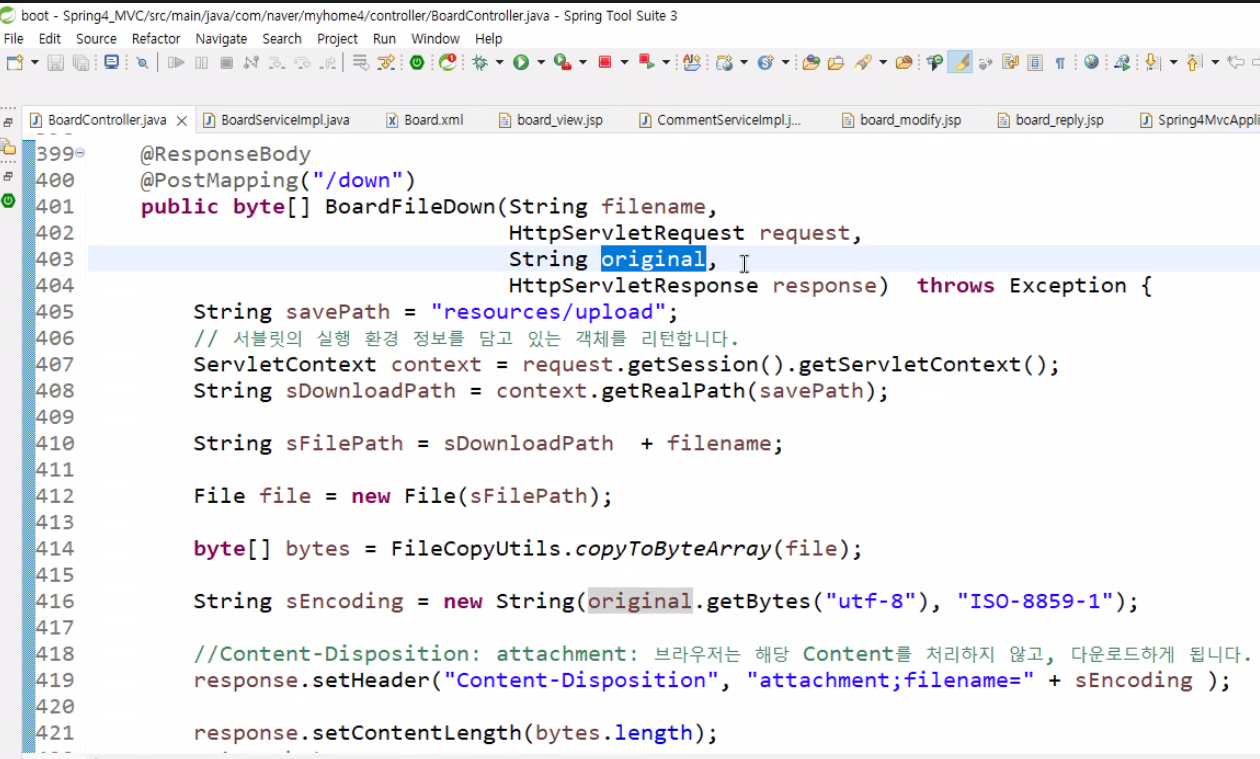 boot - Spring4_MVC/src/main/java/com/naver/myhome4/controller/BoardController.java - Spring Tool Suite 3
File Edit Source Refactor Navigate Search Project Run Window Help
BoardController.java BoardServiceImpl.java Board.xml board_view.jsp CommentServiceImpl.j... board_modify.jsp board_reply.jsp Spring4MvcAppli
399 @ResponseBody
400 @PostMapping("/down")
401 public byte[] BoardFileDown(String filename,
402 HttpServletRequest request,
403 String original,
404 HttpServletResponse response) throws Exception {
405 String savePath = "resources/upload";
406 // 서블릿의 실행 환경 정보를 담고 있는 객체를 리턴합니다.
407 ServletContext context = request.getSession().getServletContext();
408 String sDownloadPath = context.getRealPath(savePath);
409
410 String sFilePath = sDownloadPath + filename;
411
412 File file = new File(sFilePath);
413
414 byte[] bytes = FileCopyUtils.copyToByteArray(file);
415
416 String sEncoding = new String(original.getBytes("utf-8"), "ISO-8859-1");
417
418 //Content-Disposition: attachment: 브라우저는 해당 Content를 처리하지 않고, 다운로드하게 됩니다.
419 response.setHeader("Content-Disposition", "attachment;filename=" + sEncoding );
420
421 response.setContentLength(bytes.length);